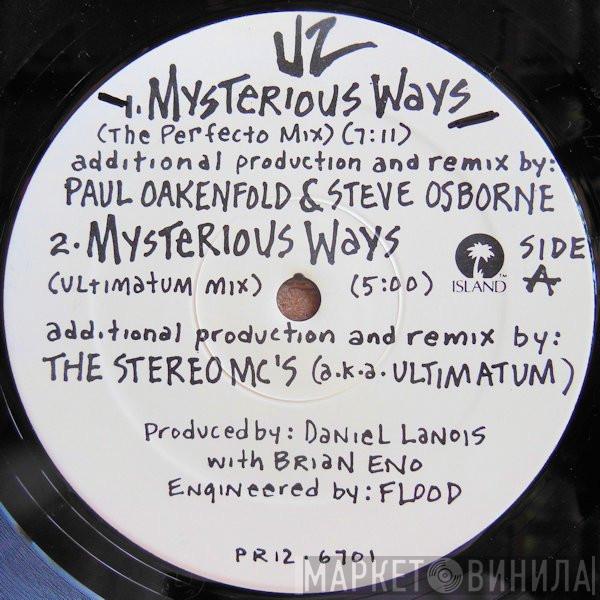 U2
1. Mysterious Ways
(The Perfecto Mix) (7:11)
additional production and remix by:
PAUL OAKENFOLD & STEVE OSBORNE
2. Mysterious Ways
(Ultimatum mix) (5:00)
ISLAND™
SIDE A
additional production and remix by:
THE STEREO MC'S (a.k.a. ULTIMATUM)
Produced by: Daniel Lanois
with Brian Eno
Engineered by: Flood
PR12.6701
МАРКЕТ ВИНИЛА!